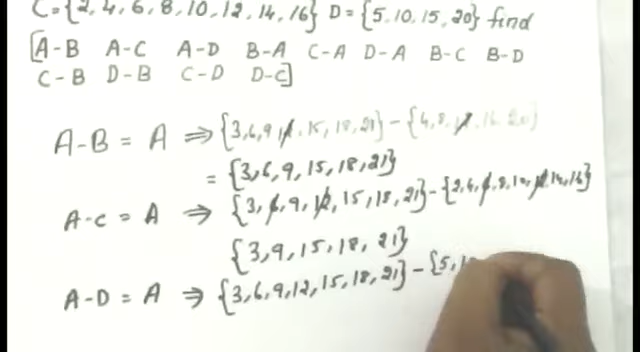 C={2,4,6,8,10,12,14,16} D={5,10,15,20} find
[A-B A-C A-D B-A C-A D-A B-C B-D
C-B D-B C-D D-C]
A-B = A ⇒ {3,6,9,12,15,18,21} - {4,8,12,16,20}
= {3,6,9,15,18,21}
A-C = A ⇒ {3,6,9,12,15,18,21} - {2,4,6,8,10,12,14,16}
{3,9,15,18,21}
A-D = A ⇒ {3,6,9,12,15,18,21} - {5,1